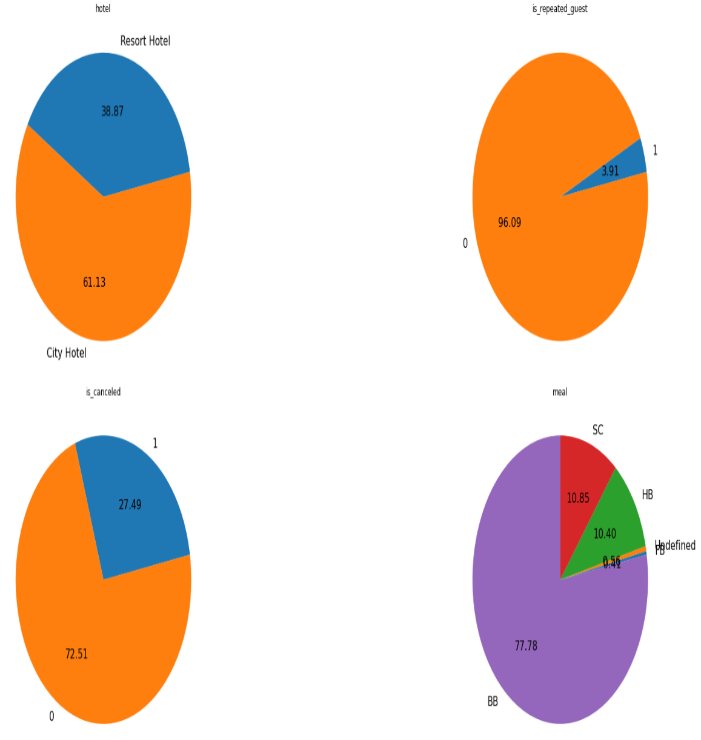 hotel
Resort Hotel
38.87
61.13
City Hotel
is_repeated_guest
1
3.91
96.09
0
is_canceled
1
27.49
72.51
0
meal
SC
10.85
HB
10.40
Undefined
77.78
BB